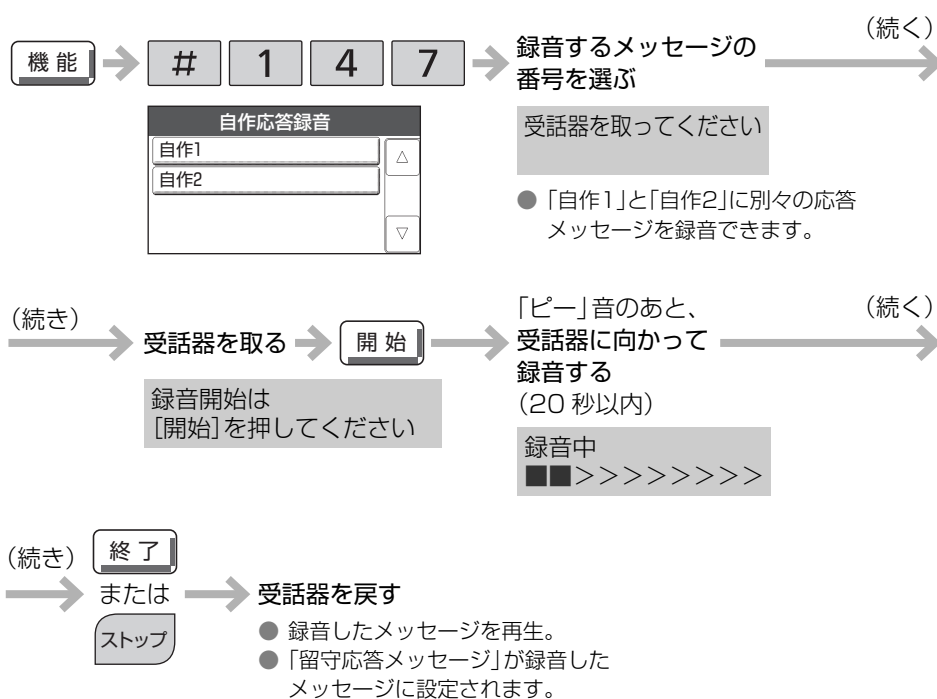 機能
# 1 4 7
録音するメッセージの
番号を選ぶ
(続く)
自作応答録音
自作1
△
自作2
▽
受話器を取ってください
● 「自作1」と「自作2」に別々の応答
メッセージを録音できます。
(続き)
受話器を取る
開始
「ピー」音のあと、
受話器に向かって
録音する
(20 秒以内)
(続く)
録音開始は
[開始]を押してください
録音中
■■>>>>>>>>
(続き)
終了
または
ストップ
受話器を戻す
● 録音したメッセージを再生。
● 「留守応答メッセージ」が録音した
メッセージに設定されます。